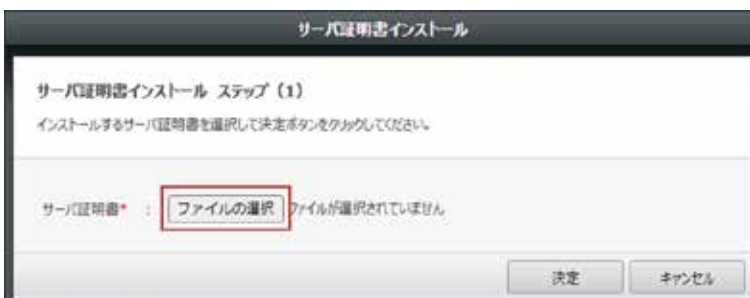 サーバ証明書インストール
サーバ証明書インストール ステップ（1）
インストールするサーバ証明書を選択して決定ボタンをクリックしてください。
サーバ証明書* : ファイルの選択 ファイルが選択されていません
決定 キャンセル